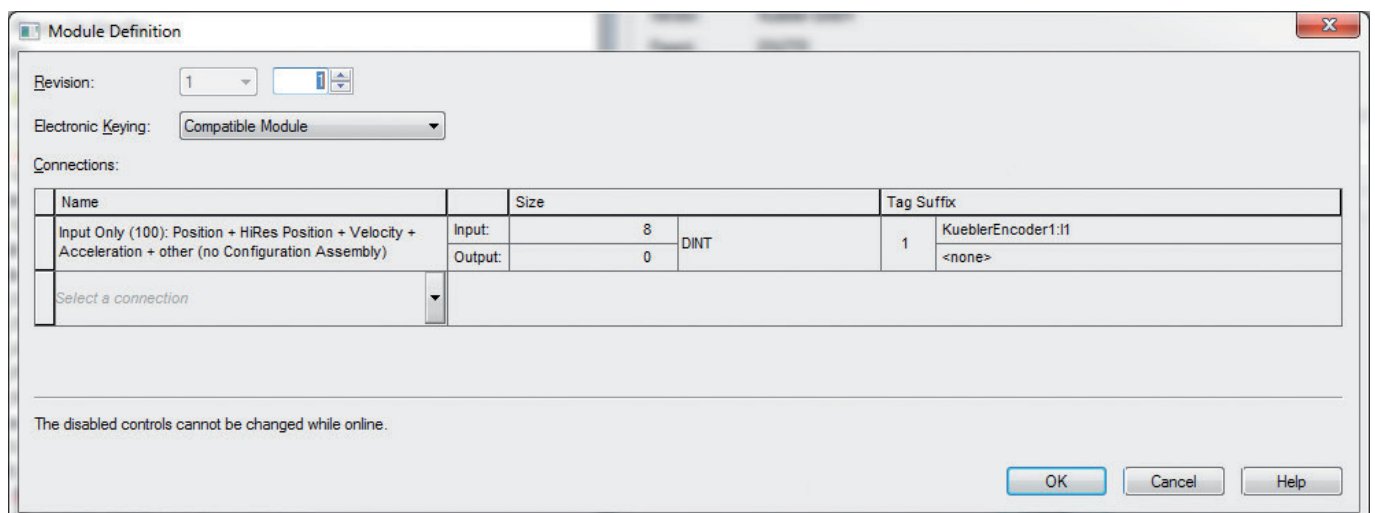 Module Definition
Revision: 1 1
Electronic Keying: Compatible Module
Connections:
Name Size Tag Suffix
Input Only (100): Position + HiRes Position + Velocity +
Acceleration + other (no Configuration Assembly)
Input: 8
Output: 0
DINT
1
KueblerEncoder1:I1
<none>
Select a connection
The disabled controls cannot be changed while online.
OK Cancel Help